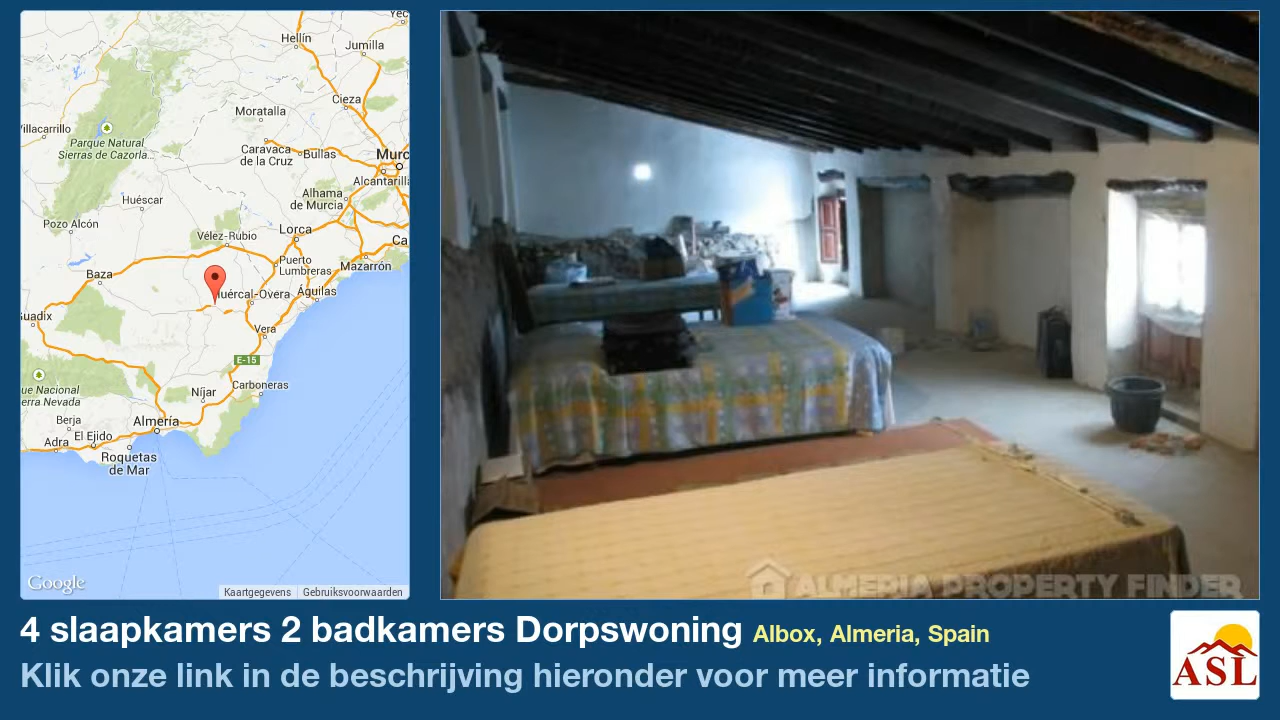 Yec
Hellín
Jumilla
Cieza
Moratalla
Villacarrillo
Parque Natural
Sierras de Cazorla...
Caravaca
de la Cruz
Bullas
Murc
Alcantarilla
Alhama
de Murcia
Huéscar
Pozo Alcón
Vélez-Rubio
Lorca
Ca
Puerto
Lumbreras
Mazarrón
Baza
Huércal-Overa
Águilas
Guadix
Vera
E-15
ue Nacional
erra Nevada
Níjar
Carboneras
Berja
Almería
Adra
El Ejido
Roquetas
de Mar
Google
Kaartgegevens
Gebruiksvoorwaarden
ALMERIA PROPERTY FINDER
4 slaapkamers 2 badkamers Dorpswoning Albox, Almeria, Spain
Klik onze link in de beschrijving hieronder voor meer informatie
ASL